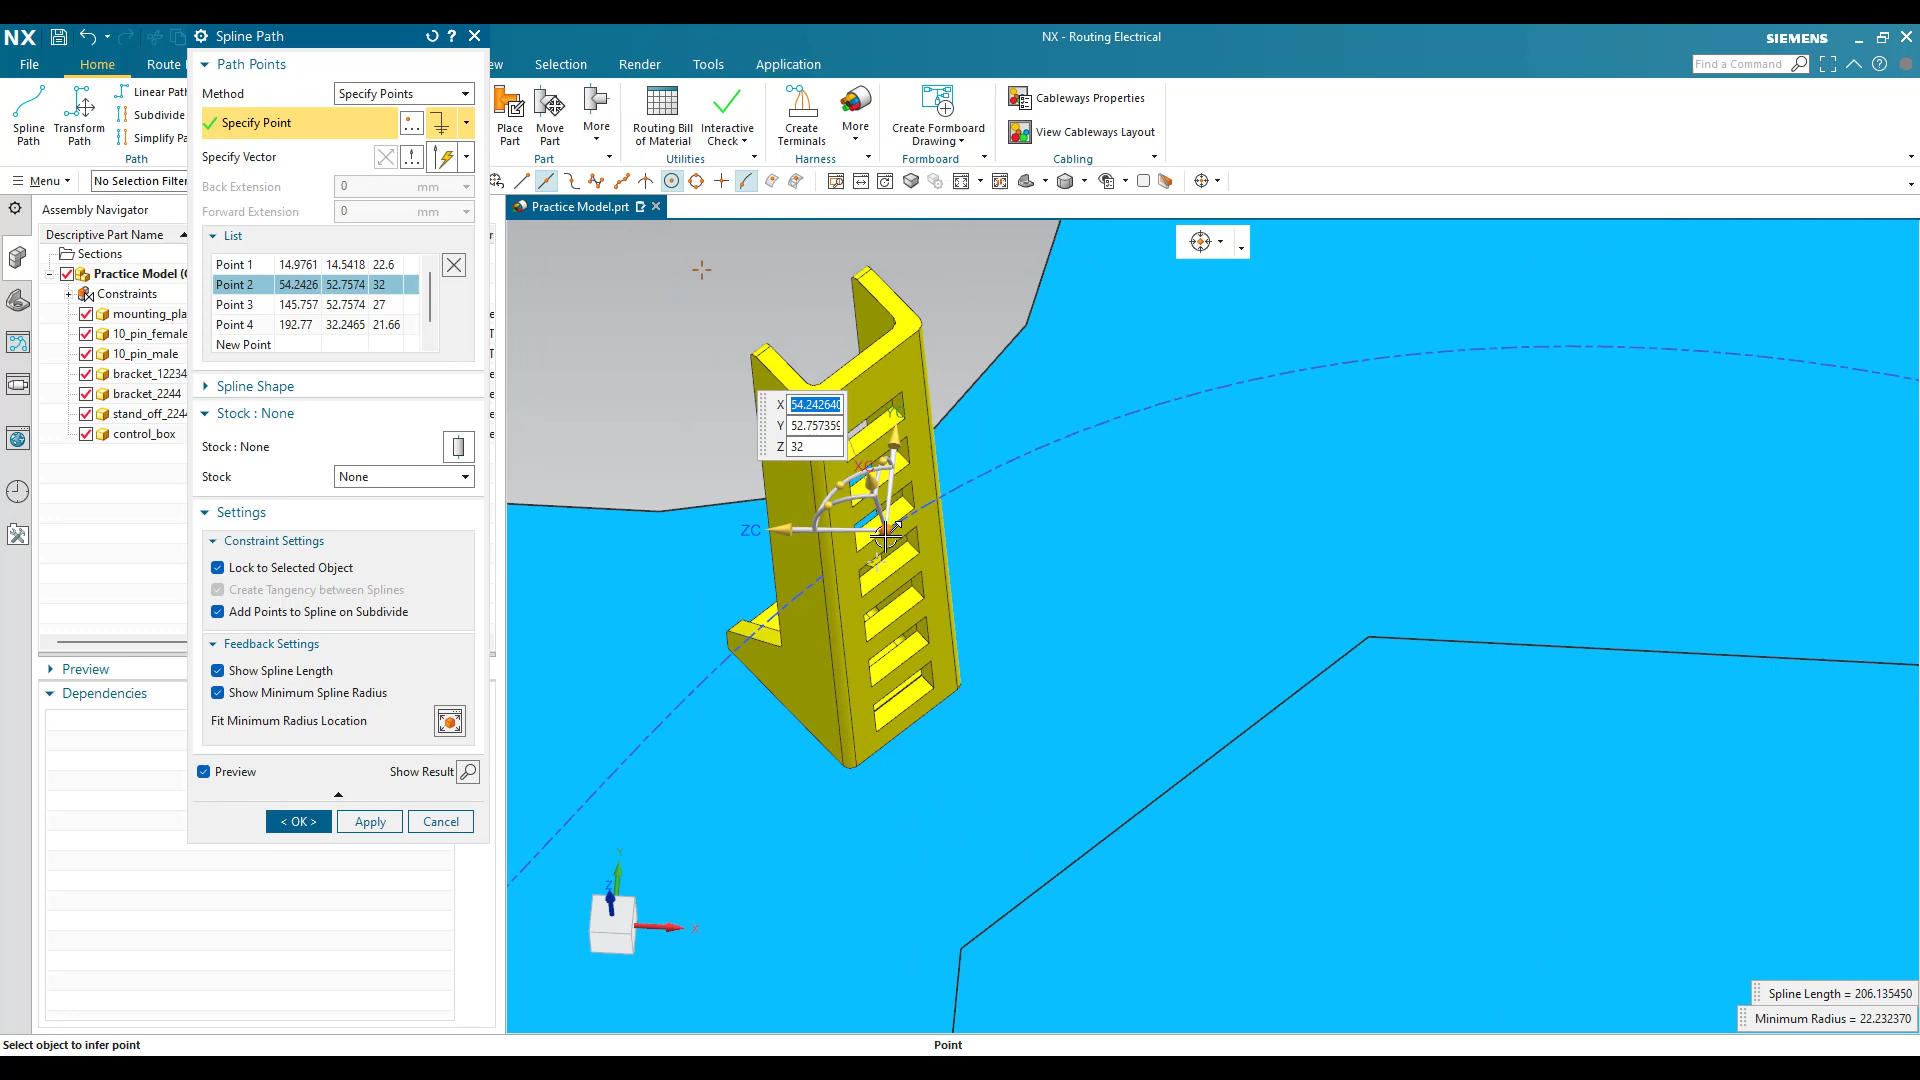 NX
Spline Path
NX - Routing Electrical
SIEMENS
File
Home
Route
ew
Selection
Render
Tools
Application
Find a Command
Path Points
Method
Specify Points
Specify Point
Specify Vector
Back Extension
0
mm
Forward Extension
0
mm
List
Point 1 14.9761 14.5418 22.6
Point 2 54.2426 52.7574 32
Point 3 145.757 52.7574 27
Point 4 192.77 32.2465 21.66
New Point
Spline Shape
Stock : None
Stock : None
Stock
None
Settings
Constraint Settings
Lock to Selected Object
Create Tangency between Splines
Add Points to Spline on Subdivide
Feedback Settings
Show Spline Length
Show Minimum Spline Radius
Fit Minimum Radius Location
Preview
Show Result
< OK >
Apply
Cancel
Spline Path
Transform Path
Linear Path
Subdivide
Simplify Pa
Path
Place Part
Move Part
More
Part
Routing Bill of Material
Interactive Check
Utilities
Create Terminals
More
Harness
Create Formboard Drawing
Formboard
Cableways Properties
View Cableways Layout
Cabling
Menu
No Selection Filter
Assembly Navigator
Descriptive Part Name
Sections
Practice Model (
Constraints
mounting_pla
10_pin_female
10_pin_male
bracket_12234
bracket_2244
stand_off_2244
control_box
Preview
Dependencies
Practice Model.prt
X 54.242640
Y 52.757359
Z 32
YC
XC
ZC
Y
Z
X
Spline Length = 206.135450
Minimum Radius = 22.232370
Select object to infer point
Point